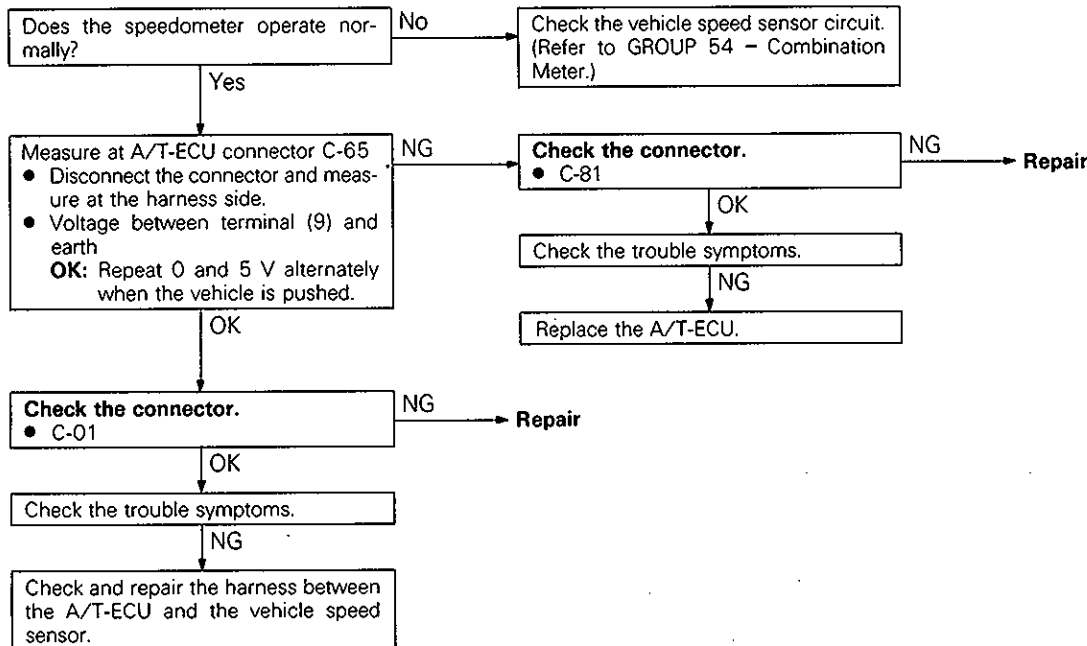 Does the speedometer operate nor-
mally?
No
Check the vehicle speed sensor circuit.
(Refer to GROUP 54 – Combination
Meter.)
Yes
Measure at A/T-ECU connector C-65
● Disconnect the connector and meas-
ure at the harness side.
● Voltage between terminal (9) and
earth
OK: Repeat 0 and 5 V alternately
when the vehicle is pushed.
NG
Check the connector.
● C-81
NG
Repair
OK
Check the trouble symptoms.
NG
Replace the A/T-ECU.
OK
Check the connector.
● C-01
NG
Repair
OK
Check the trouble symptoms.
NG
Check and repair the harness between
the A/T-ECU and the vehicle speed
sensor.